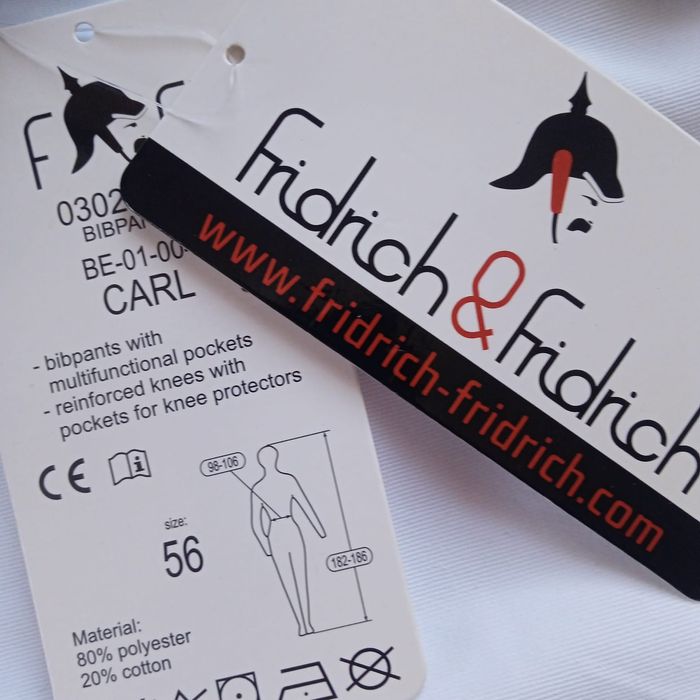 F F
0302
BIBPAN
BE-01-00
CARL
- bibpants with
multifunctional pockets
- reinforced knees with
pockets for knee protectors
CE i
98-106
182-186
size:
56
Material:
80% polyester
20% cotton
Fridrich & Fridrich
www.fridrich-fridrich.com